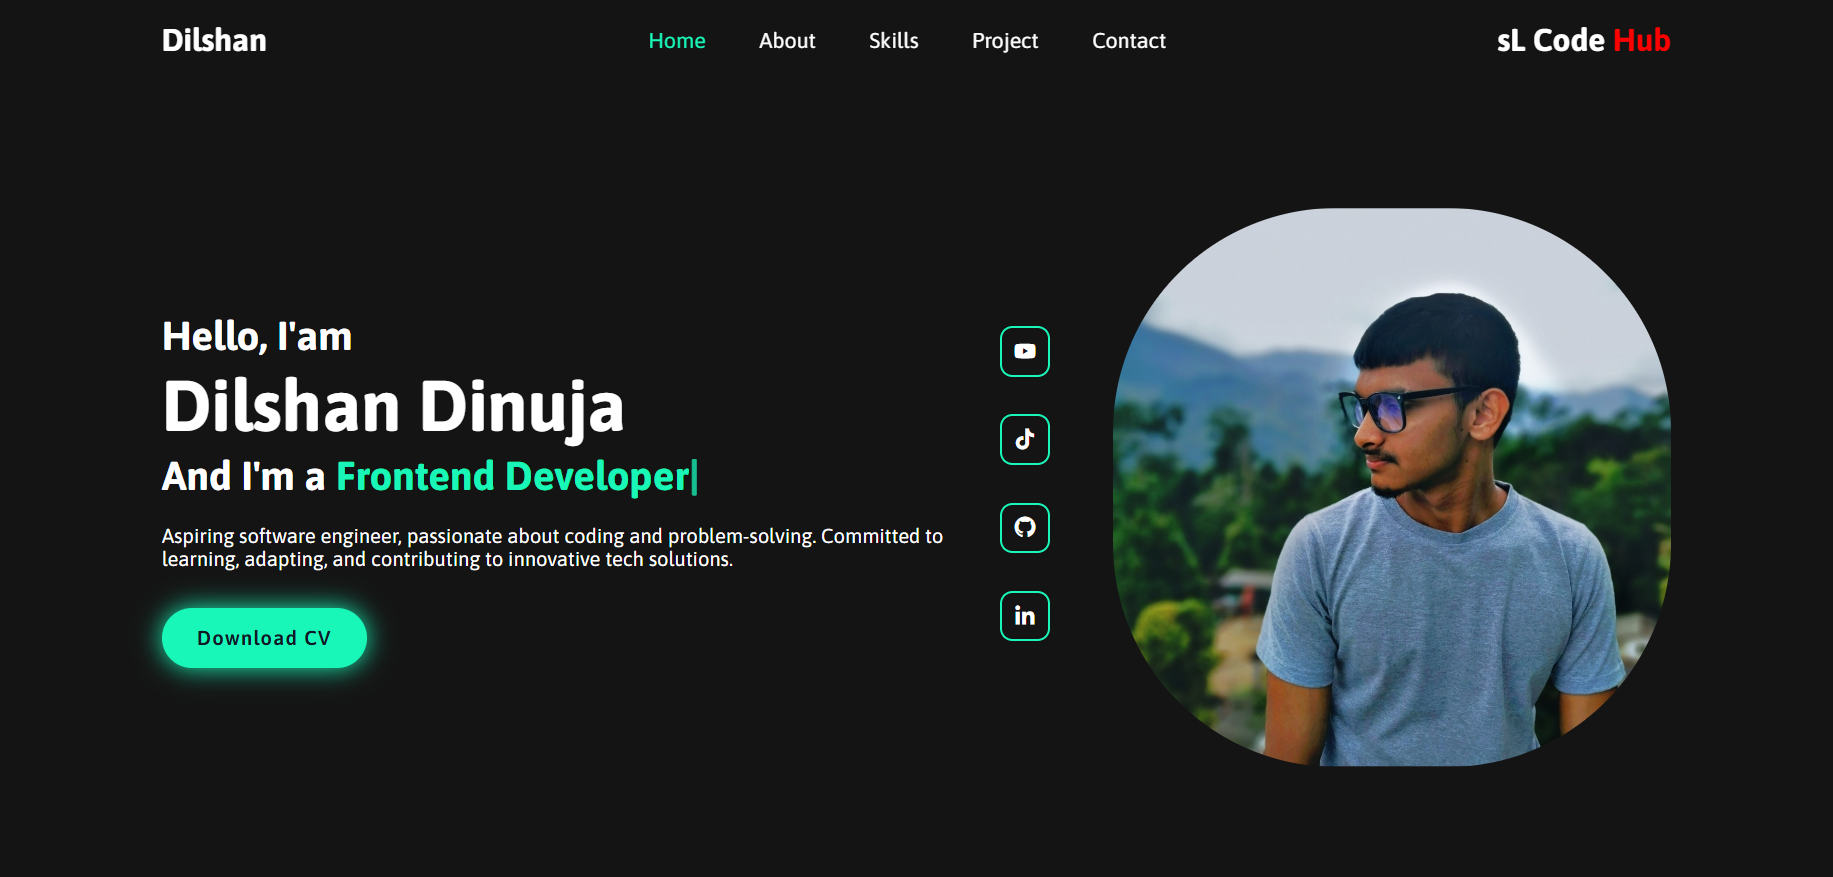 Dilshan
Home About Skills Project Contact
sL Code Hub
Hello, I'am
Dilshan Dinuja
And I'm a Frontend Developer|
Aspiring software engineer, passionate about coding and problem-solving. Committed to
learning, adapting, and contributing to innovative tech solutions.
Download CV
in